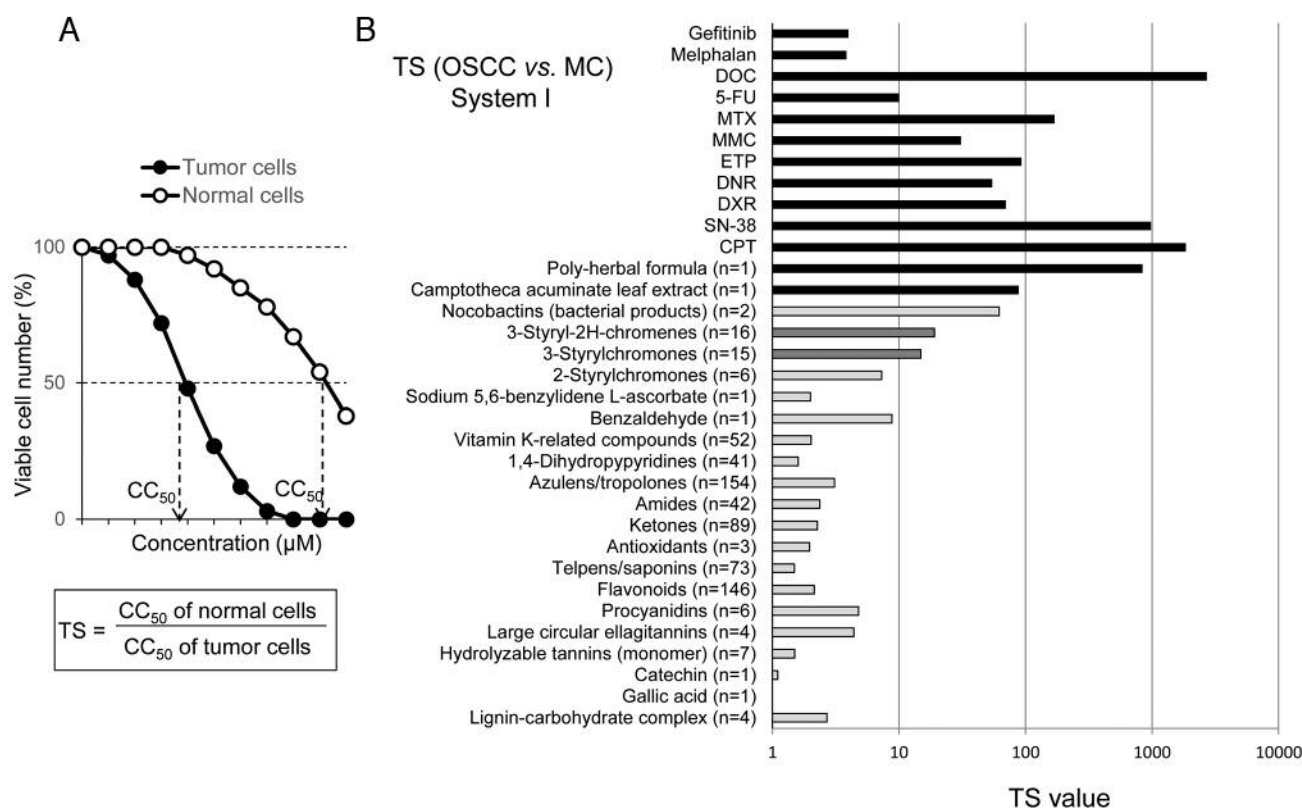 A
Tumor cells
Normal cells
100
50
0
Viable cell number (%)
CC50
CC50
Concentration (µM)
TS = CC50 of normal cells
CC50 of tumor cells
B
TS (OSCC vs. MC)
System I
Gefitinib
Melphalan
DOC
5-FU
MTX
MMC
ETP
DNR
DXR
SN-38
CPT
Poly-herbal formula (n=1)
Camptotheca acuminate leaf extract (n=1)
Nocobactins (bacterial products) (n=2)
3-Styryl-2H-chromenes (n=16)
3-Styrylchromones (n=15)
2-Styrylchromones (n=6)
Sodium 5,6-benzylidene L-ascorbate (n=1)
Benzaldehyde (n=1)
Vitamin K-related compounds (n=52)
1,4-Dihydropypyridines (n=41)
Azulens/tropolones (n=154)
Amides (n=42)
Ketones (n=89)
Antioxidants (n=3)
Telpens/saponins (n=73)
Flavonoids (n=146)
Procyanidins (n=6)
Large circular ellagitannins (n=4)
Hydrolyzable tannins (monomer) (n=7)
Catechin (n=1)
Gallic acid (n=1)
Lignin-carbohydrate complex (n=4)
1 10 100 1000 10000
TS value